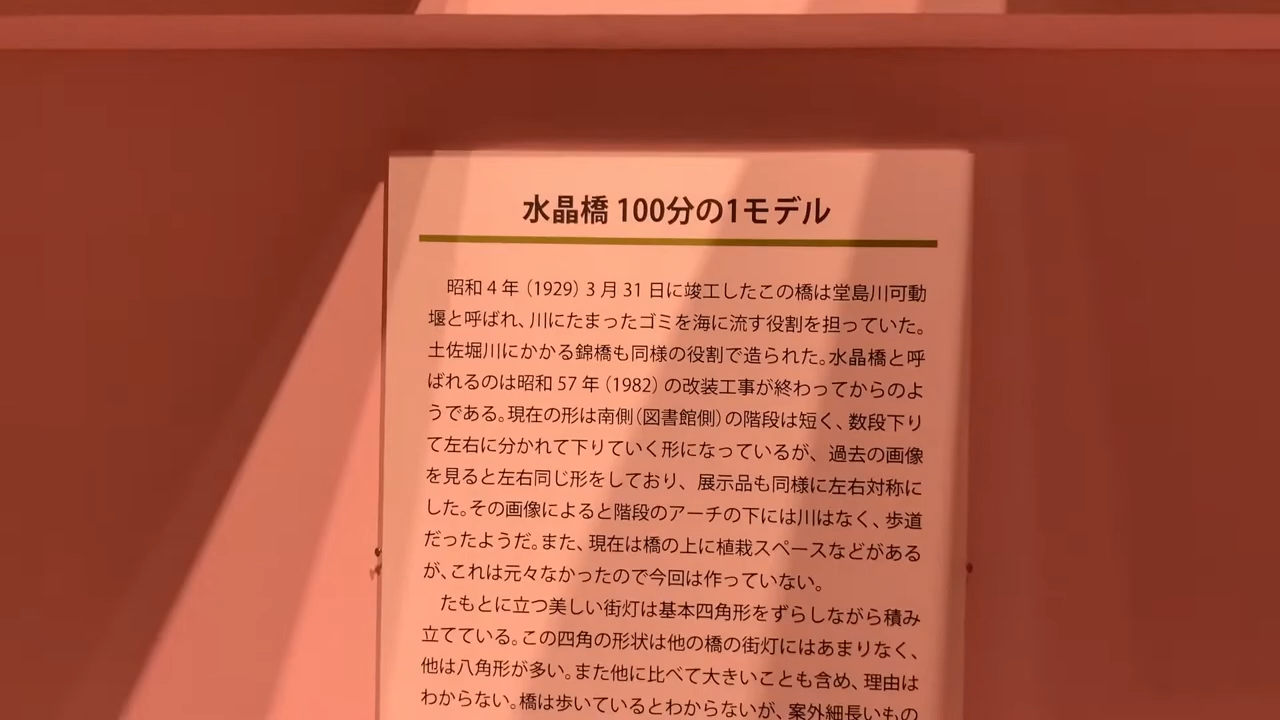 水晶橋 100分の1モデル
昭和 4 年（1929）3 月 31 日に竣工したこの橋は堂島川可動
堰と呼ばれ、川にたまったゴミを海に流す役割を担っていた。
土佐堀川にかかる錦橋も同様の役割で造られた。水晶橋と呼
ばれるのは昭和 57 年（1982）の改装工事が終わってからのよ
うである。現在の形は南側（図書館側）の階段は短く、数段下り
て左右に分かれて下りていく形になっているが、過去の画像
を見ると左右同じ形をしており、展示品も同様に左右対称に
した。その画像によると階段のアーチの下には川はなく、歩道
だったようだ。また、現在は橋の上に植栽スペースなどがある
が、これは元々なかったので今回は作っていない。
たもとに立つ美しい街灯は基本四角形をずらしながら積み
立てている。この四角の形状は他の橋の街灯にはあまりなく、
他は八角形が多い。また他に比べて大きいことも含め、理由は
わからない。橋は歩いているとわからないが、案外細長いもの